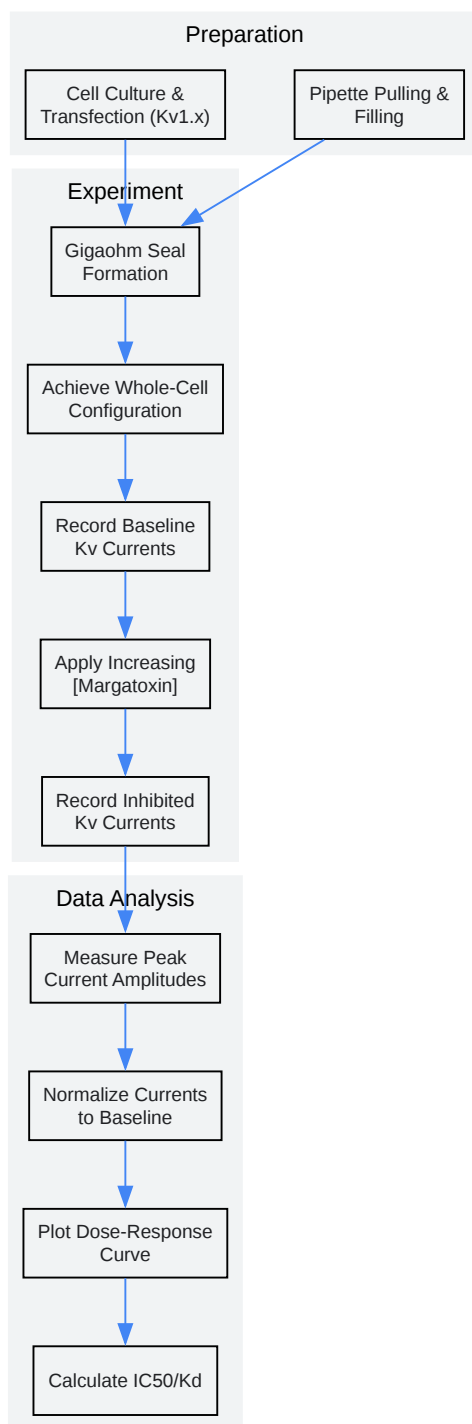 Preparation
Cell Culture &
Transfection (Kv1.x)
Pipette Pulling &
Filling
Experiment
Gigaohm Seal
Formation
Achieve Whole-Cell
Configuration
Record Baseline
Kv Currents
Apply Increasing
[Margatoxin]
Record Inhibited
Kv Currents
Data Analysis
Measure Peak
Current Amplitudes
Normalize Currents
to Baseline
Plot Dose-Response
Curve
Calculate IC50/Kd